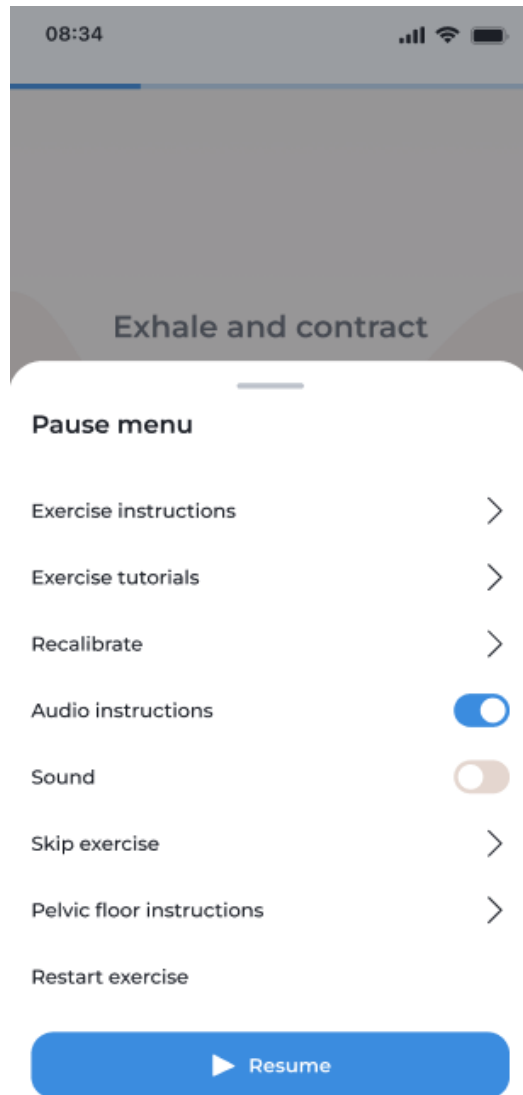 08:34
Exhale and contract
Pause menu
Exercise instructions
Exercise tutorials
Recalibrate
Audio instructions
Sound
Skip exercise
Pelvic floor instructions
Restart exercise
Resume